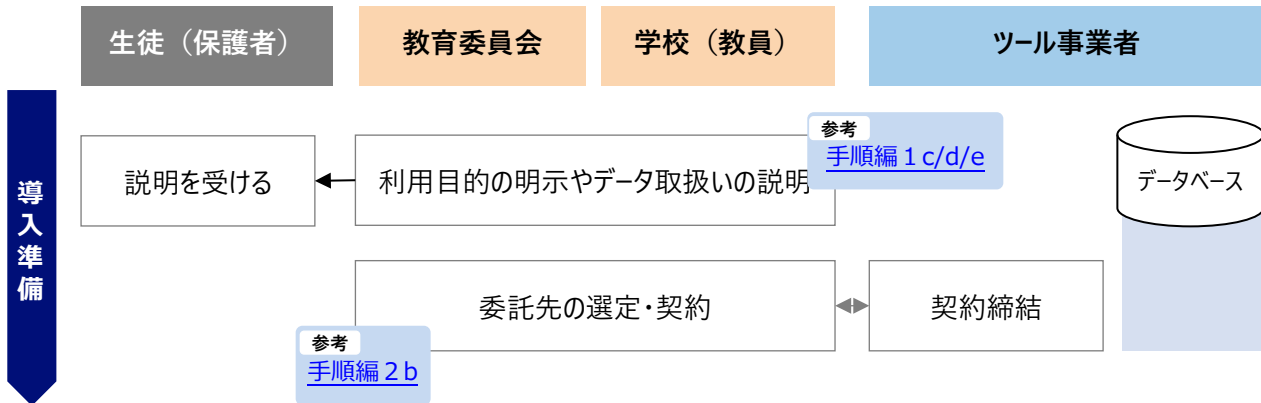 生徒（保護者）
教育委員会
学校（教員）
ツール事業者
導入準備
説明を受ける
利用目的の明示やデータ取扱いの説明
参考
手順編１c/d/e
データベース
委託先の選定・契約
契約締結
参考
手順編２b